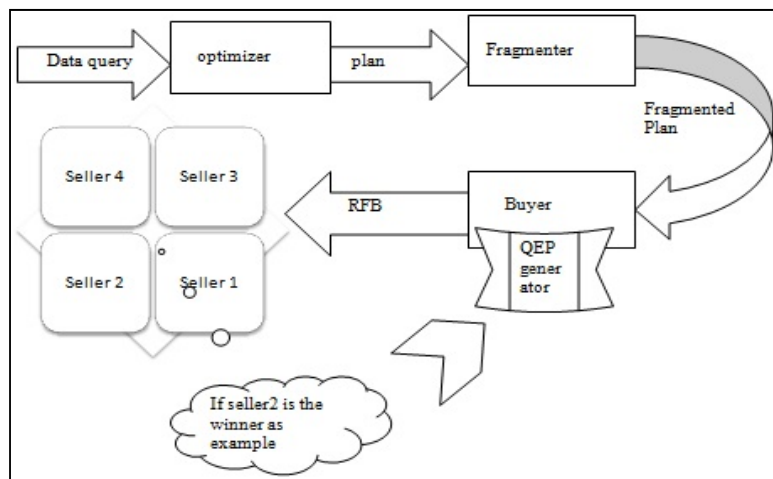 Data query
optimizer
plan
Fragmenter
Fragmented
Plan
Seller 4
Seller 3
RFB
Buyer
Seller 2
Seller 1
QEP
gener
ator
If seller2 is the
winner as
example